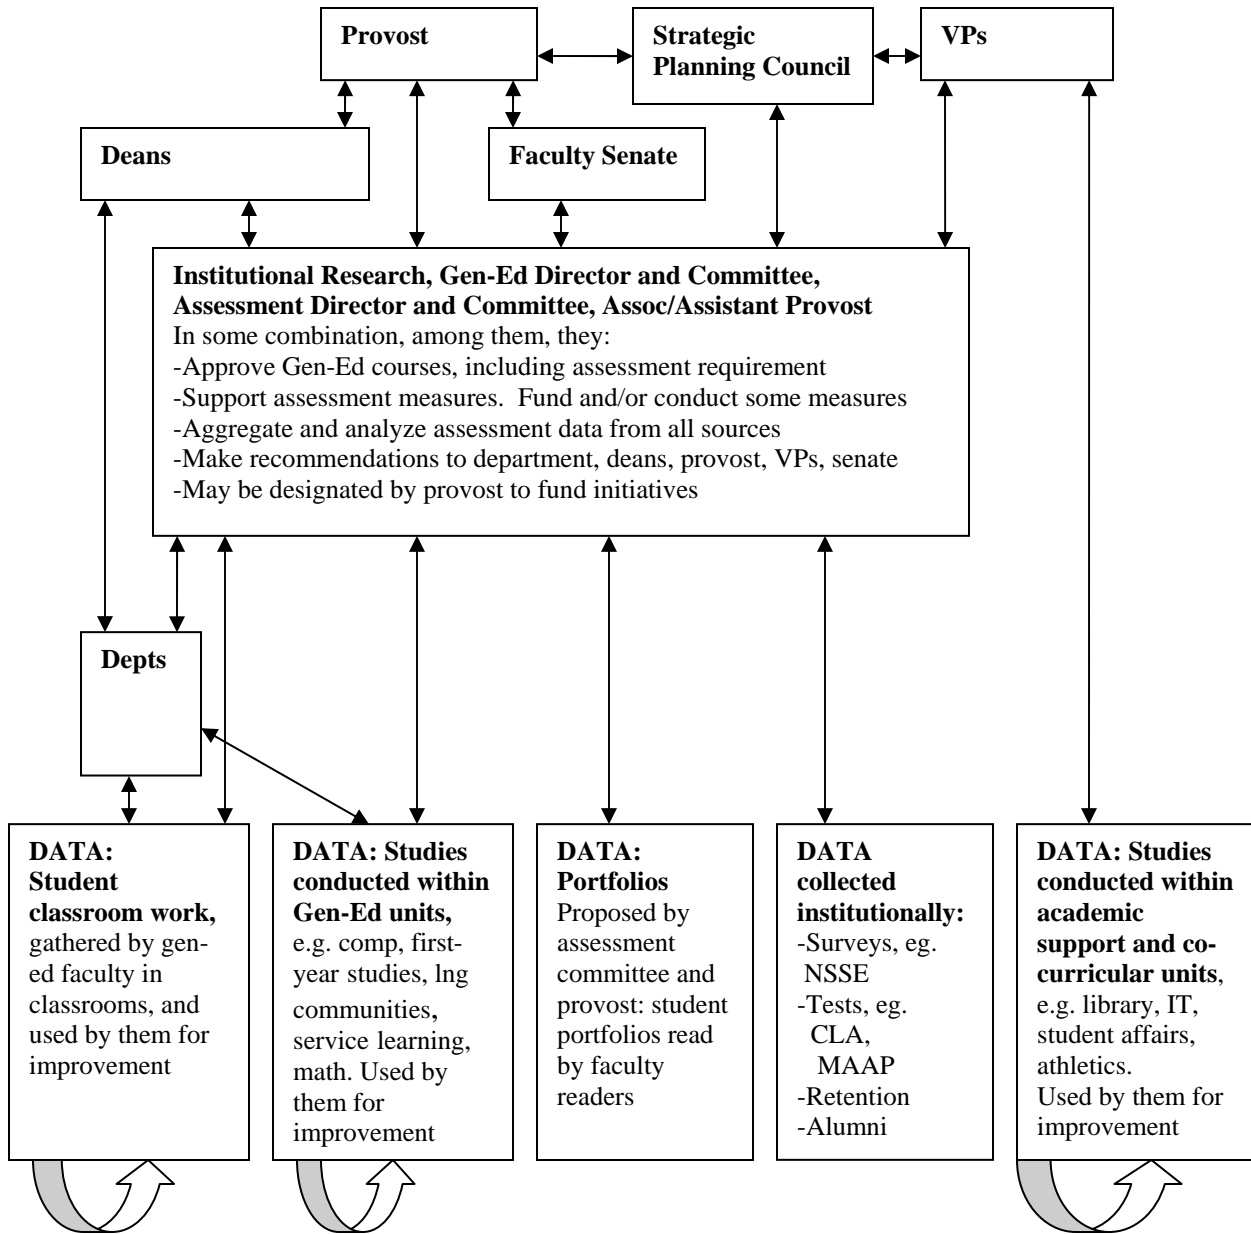 Provost
Strategic
Planning Council
VPs
Deans
Faculty Senate
Institutional Research, Gen-Ed Director and Committee,
Assessment Director and Committee, Assoc/Assistant Provost
In some combination, among them, they:
-Approve Gen-Ed courses, including assessment requirement
-Support assessment measures.  Fund and/or conduct some measures
-Aggregate and analyze assessment data from all sources
-Make recommendations to department, deans, provost, VPs, senate
-May be designated by provost to fund initiatives
Depts
DATA:
Student
classroom work,
gathered by gen-
ed faculty in
classrooms, and
used by them for
improvement
DATA: Studies
conducted within
Gen-Ed units,
e.g. comp, first-
year studies, lng
communities,
service learning,
math. Used by
them for
improvement
DATA:
Portfolios
Proposed by
assessment
committee and
provost: student
portfolios read
by faculty
readers
DATA
collected
institutionally:
-Surveys, eg.
NSSE
-Tests, eg.
CLA,
MAAP
-Retention
-Alumni
DATA: Studies
conducted within
academic
support and co-
curricular units,
e.g. library, IT,
student affairs,
athletics.
Used by them for
improvement